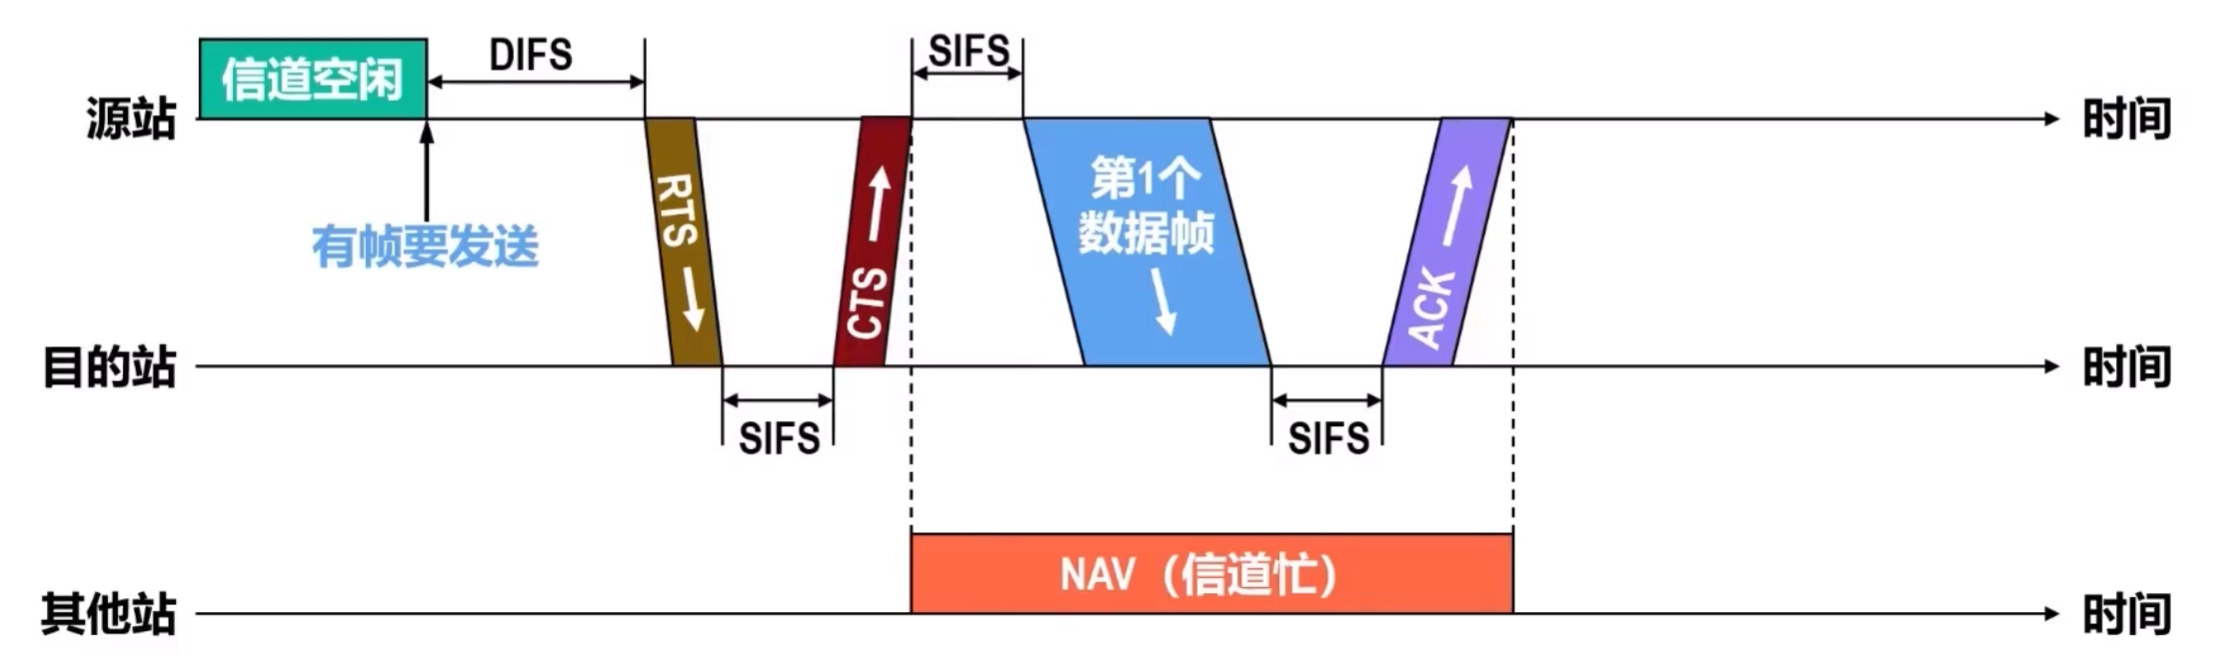 DIFS
SIFS
信道空闲
源站
时间
有帧要发送
RTS
CTS
第1个
数据帧
ACK
目的站
时间
SIFS
SIFS
NAV（信道忙）
其他站
时间